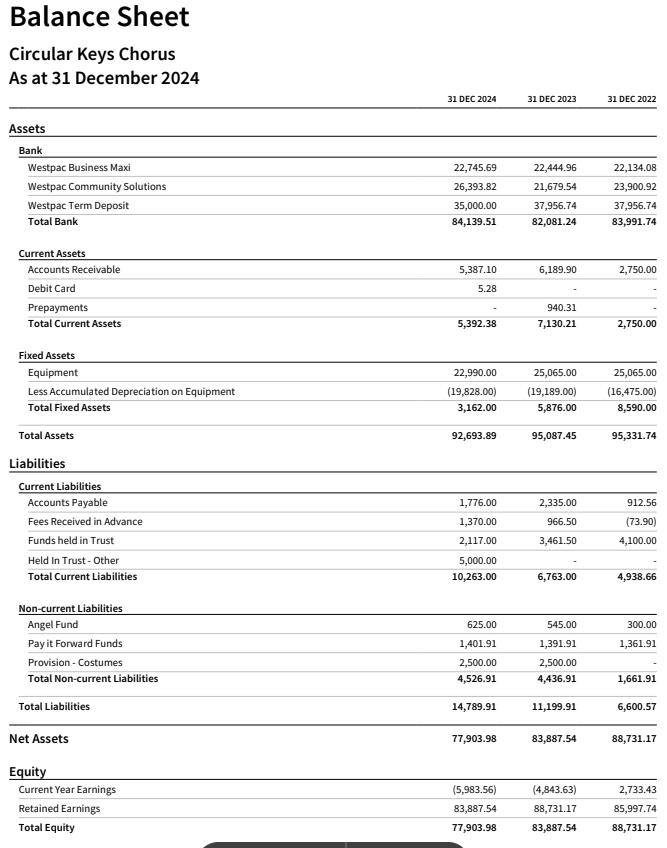 Balance Sheet
Circular Keys Chorus
As at 31 December 2024
31 DEC 2024 31 DEC 2023 31 DEC 2022
Assets
Bank
Westpac Business Maxi 22,745.69 22,444.96 22,134.08
Westpac Community Solutions 26,393.82 21,679.54 23,900.92
Westpac Term Deposit 35,000.00 37,956.74 37,956.74
Total Bank 84,139.51 82,081.24 83,991.74
Current Assets
Accounts Receivable 5,387.10 6,189.90 2,750.00
Debit Card 5.28 - -
Prepayments - 940.31 -
Total Current Assets 5,392.38 7,130.21 2,750.00
Fixed Assets
Equipment 22,990.00 25,065.00 25,065.00
Less Accumulated Depreciation on Equipment (19,828.00) (19,189.00) (16,475.00)
Total Fixed Assets 3,162.00 5,876.00 8,590.00
Total Assets 92,693.89 95,087.45 95,331.74
Liabilities
Current Liabilities
Accounts Payable 1,776.00 2,335.00 912.56
Fees Received in Advance 1,370.00 966.50 (73.90)
Funds held in Trust 2,117.00 3,461.50 4,100.00
Held In Trust - Other 5,000.00 - -
Total Current Liabilities 10,263.00 6,763.00 4,938.66
Non-current Liabilities
Angel Fund 625.00 545.00 300.00
Pay it Forward Funds 1,401.91 1,391.91 1,361.91
Provision - Costumes 2,500.00 2,500.00 -
Total Non-current Liabilities 4,526.91 4,436.91 1,661.91
Total Liabilities 14,789.91 11,199.91 6,600.57
Net Assets 77,903.98 83,887.54 88,731.17
Equity
Current Year Earnings (5,983.56) (4,843.63) 2,733.43
Retained Earnings 83,887.54 88,731.17 85,997.74
Total Equity 77,903.98 83,887.54 88,731.17